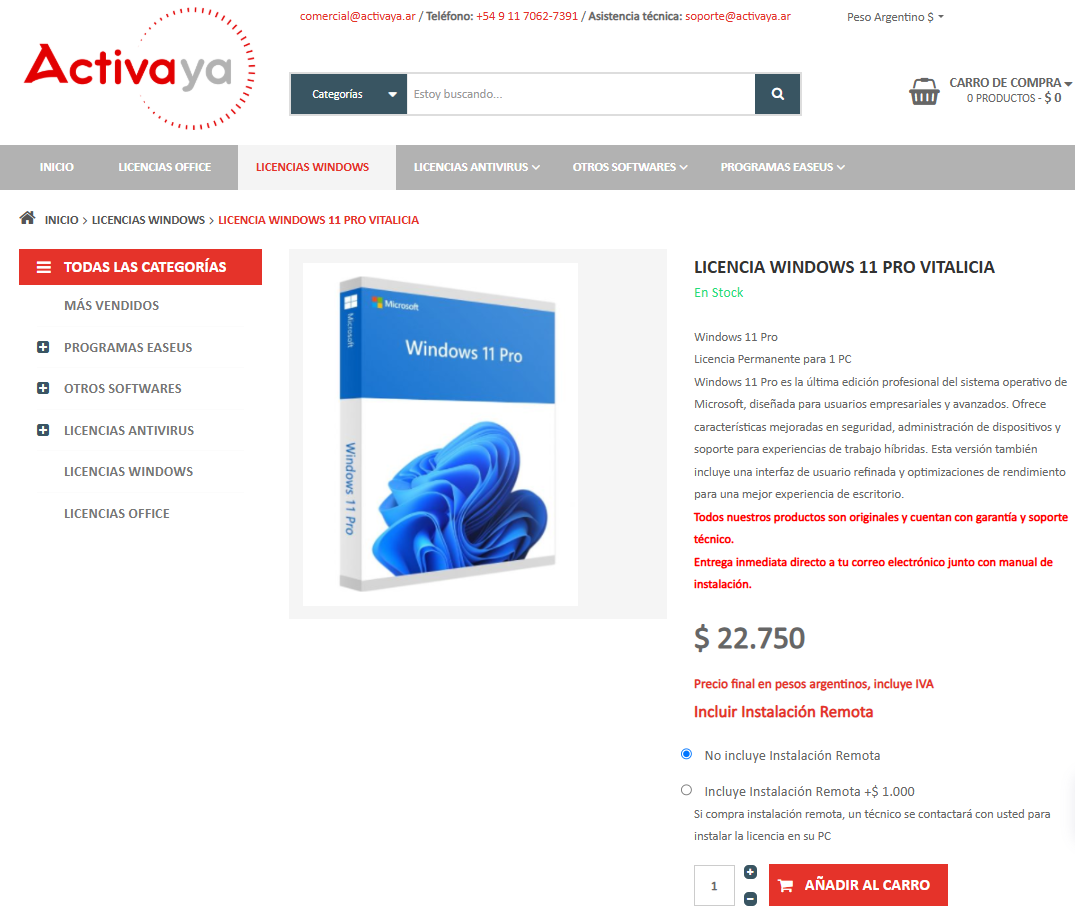 comercial@activaya.ar / Teléfono: +54 9 11 7062-7391 / Asistencia técnica: soporte@activaya.ar
Peso Argentino $
Activaya
Categorías
Estoy buscando...
CARRO DE COMPRA
0 PRODUCTOS - $ 0
INICIO
LICENCIAS OFFICE
LICENCIAS WINDOWS
LICENCIAS ANTIVIRUS
OTROS SOFTWARES
PROGRAMAS EASEUS
INICIO > LICENCIAS WINDOWS > LICENCIA WINDOWS 11 PRO VITALICIA
TODAS LAS CATEGORÍAS
MÁS VENDIDOS
PROGRAMAS EASEUS
OTROS SOFTWARES
LICENCIAS ANTIVIRUS
LICENCIAS WINDOWS
LICENCIAS OFFICE
Microsoft
Microsoft
Windows 11 Pro
Windows 11 Pro
LICENCIA WINDOWS 11 PRO VITALICIA
En Stock
Windows 11 Pro
Licencia Permanente para 1 PC
Windows 11 Pro es la última edición profesional del sistema operativo de
Microsoft, diseñada para usuarios empresariales y avanzados. Ofrece
características mejoradas en seguridad, administración de dispositivos y
soporte para experiencias de trabajo híbridas. Esta versión también
incluye una interfaz de usuario refinada y optimizaciones de rendimiento
para una mejor experiencia de escritorio.
Todos nuestros productos son originales y cuentan con garantía y soporte
técnico.
Entrega inmediata directo a tu correo electrónico junto con manual de
instalación.
$ 22.750
Precio final en pesos argentinos, incluye IVA
Incluir Instalación Remota
No incluye Instalación Remota
Incluye Instalación Remota +$ 1.000
Si compra instalación remota, un técnico se contactará con usted para
instalar la licencia en su PC
1
AÑADIR AL CARRO